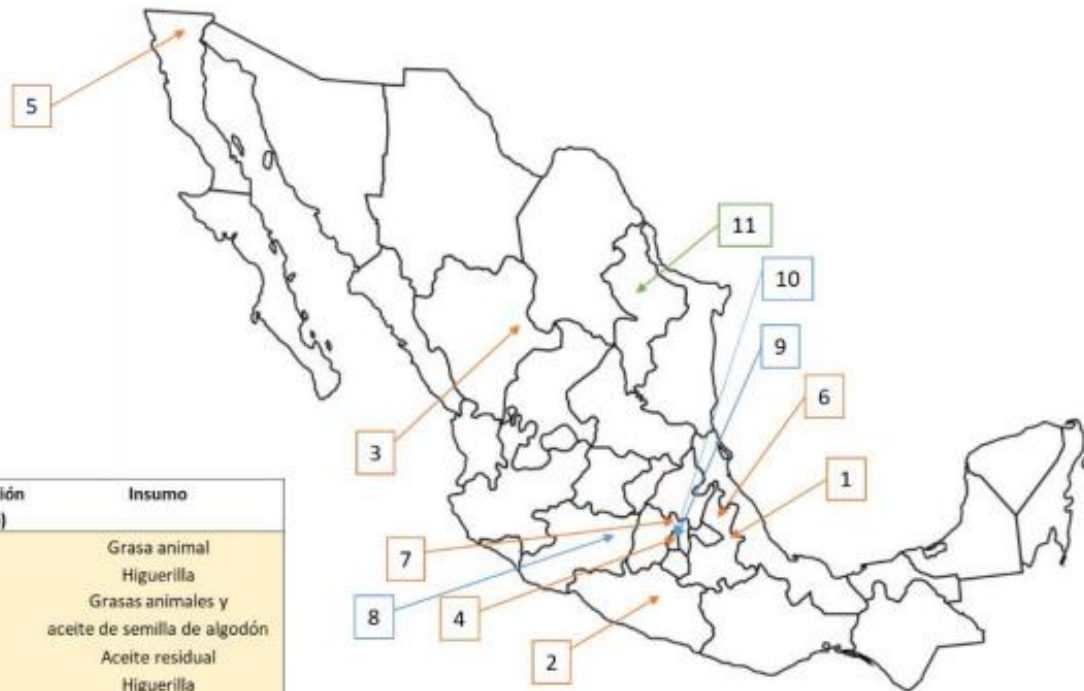 5
11
10
9
6
3
1
7
8
4
2
ión Insumo
)
Grasa animal
Higuerilla
Grasas animales y
aceite de semilla de algodón
Aceite residual
Higuerilla